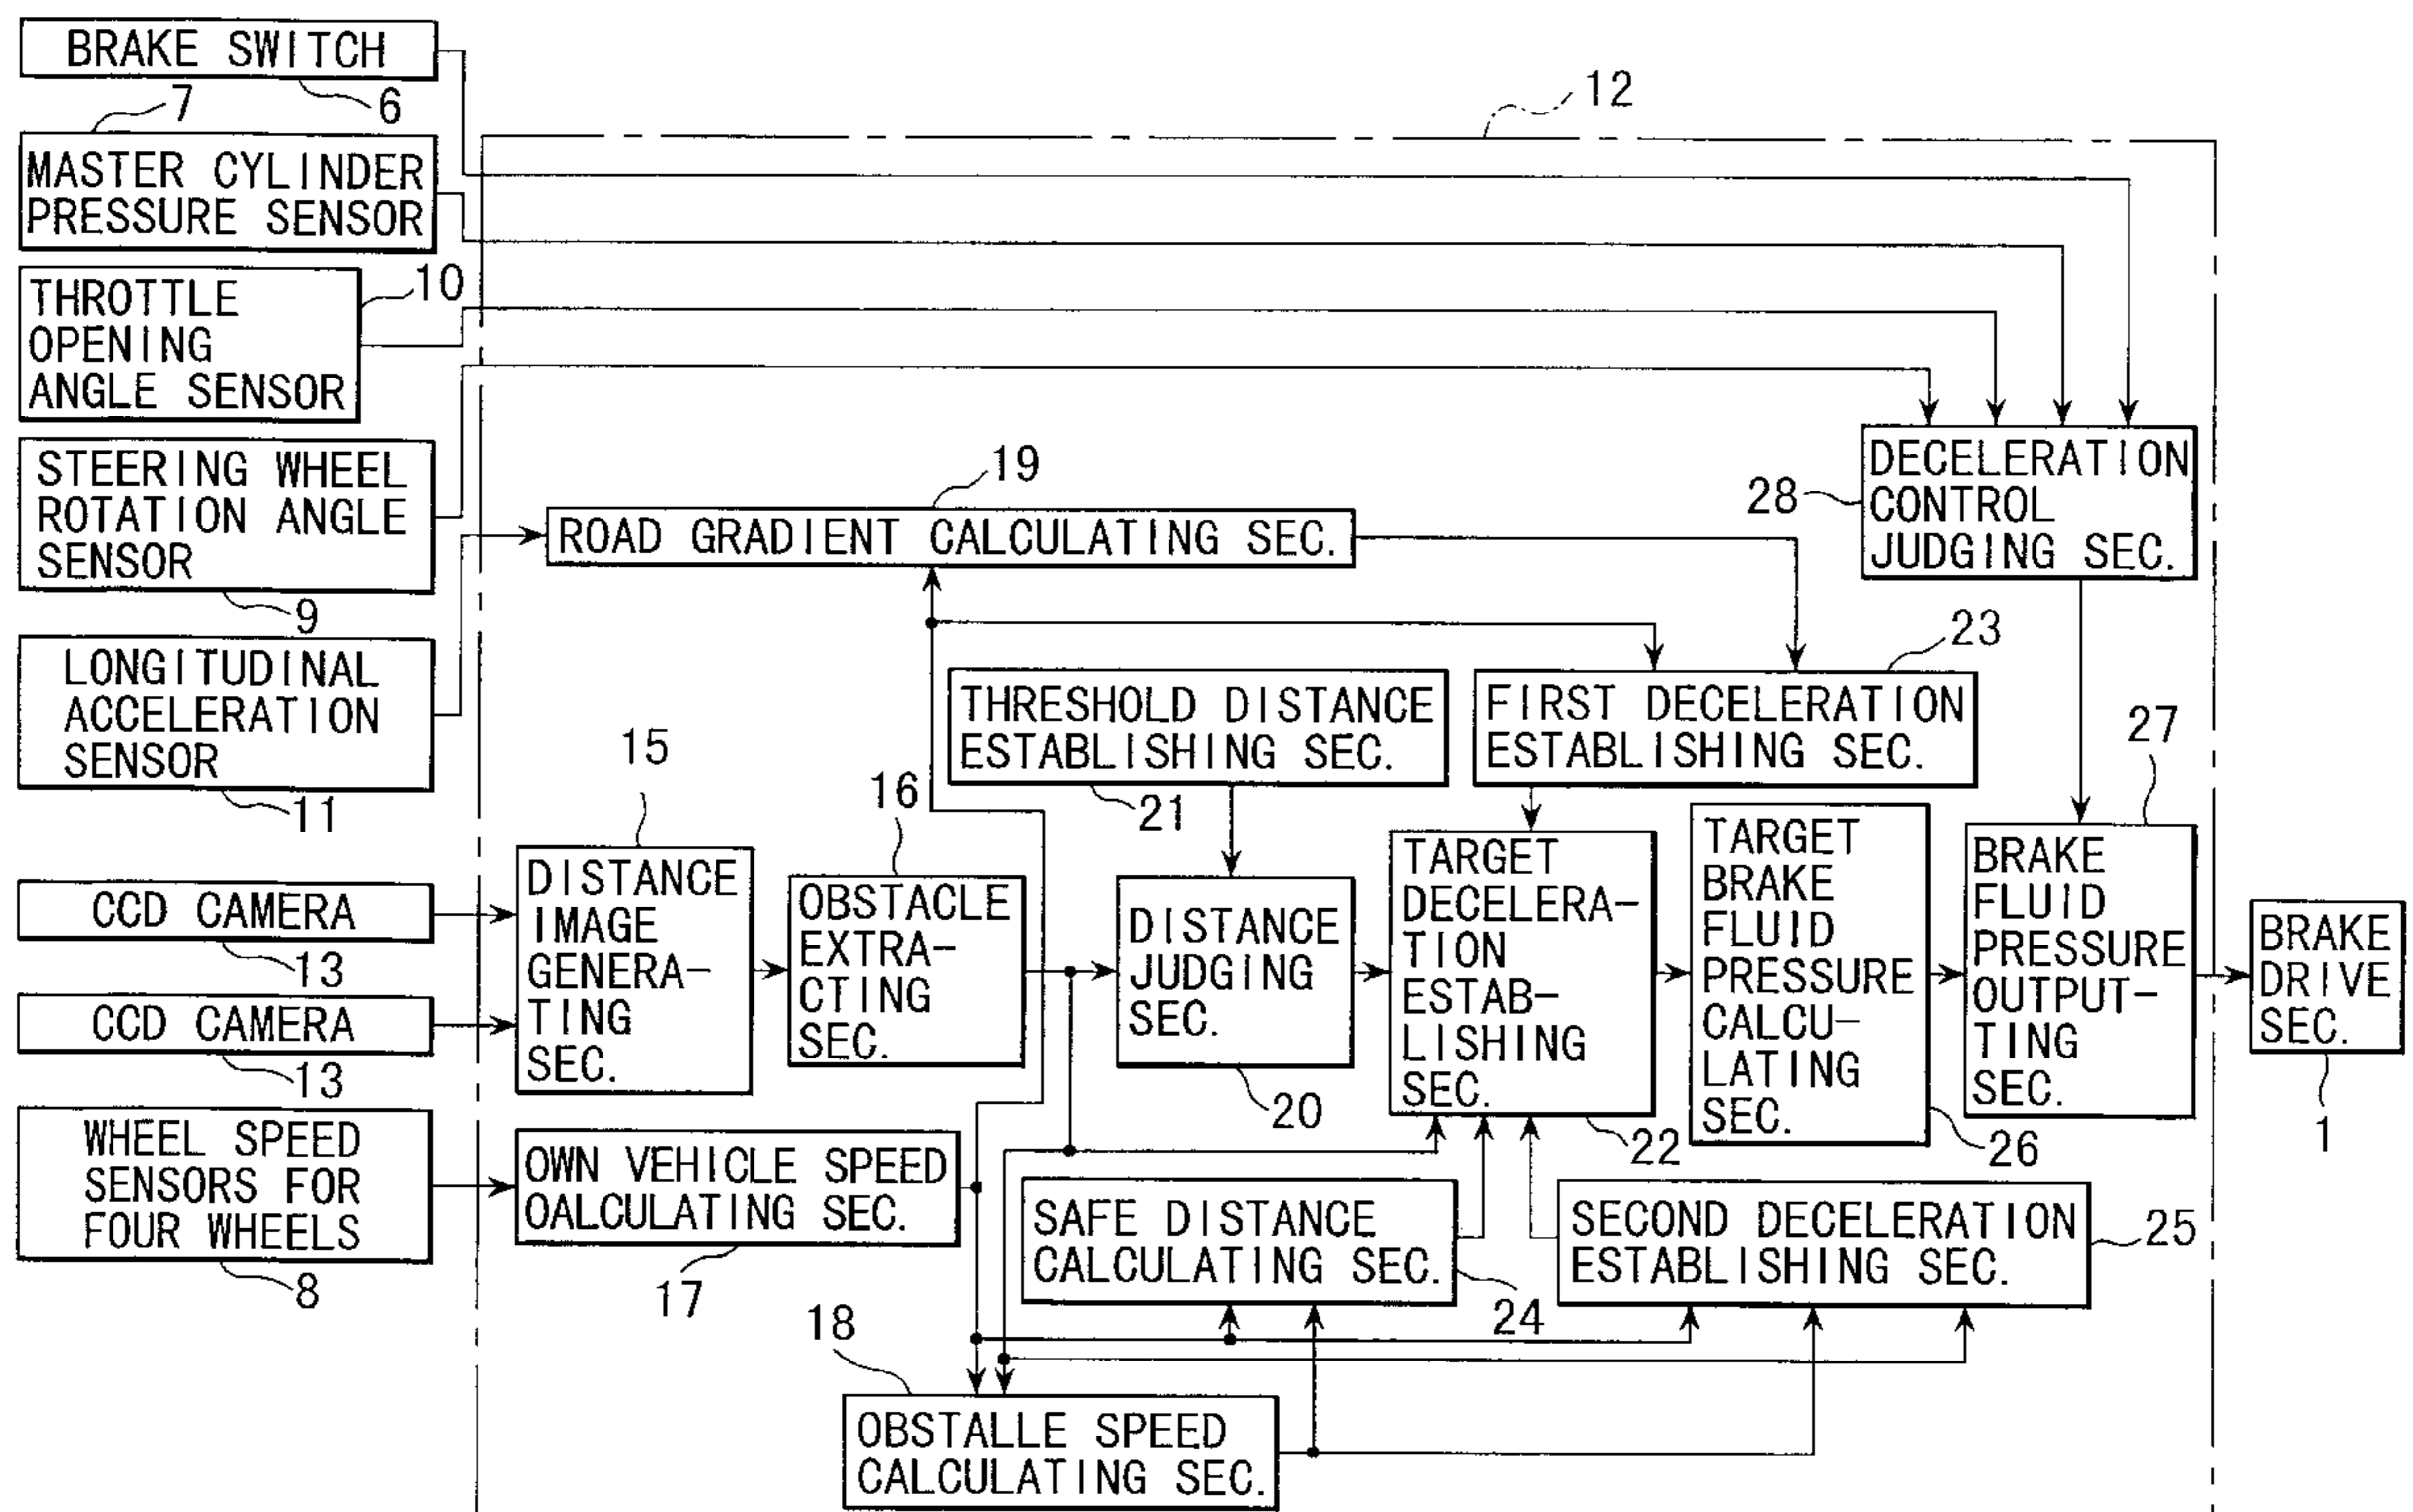 BRAKE SWITCH
6
7
MASTER CYLINDER
PRESSURE SENSOR
12
THROTTLE
OPENING
ANGLE SENSOR
10
STEERING WHEEL
ROTATION ANGLE
SENSOR
9
19
ROAD GRADIENT CALCULATING SEC.
28
DECELERATION
CONTROL
JUDGING SEC.
LONGITUDINAL
ACCELERATION
SENSOR
11
THRESHOLD DISTANCE
ESTABLISHING SEC.
21
23
FIRST DECELERATION
ESTABLISHING SEC.
CCD CAMERA
13
CCD CAMERA
13
15
DISTANCE
IMAGE
GENERA-
TING
SEC.
16
OBSTACLE
EXTRA-
CTING
SEC.
DISTANCE
JUDGING
SEC.
20
TARGET
DECELERA-
TION
ESTAB-
LISHING
SEC.
22
TARGET
BRAKE
FLUID
PRESSURE
CALCU-
LATING
SEC.
26
27
BRAKE
FLUID
PRESSURE
OUTPUT-
TING
SEC.
BRAKE
DRIVE
SEC.
1
WHEEL SPEED
SENSORS FOR
FOUR WHEELS
8
OWN VEHICLE SPEED
OALCULATING SEC.
17
SAFE DISTANCE
CALCULATING SEC.
24
SECOND DECELERATION
ESTABLISHING SEC.
25
18
OBSTALLE SPEED
CALCULATING SEC.